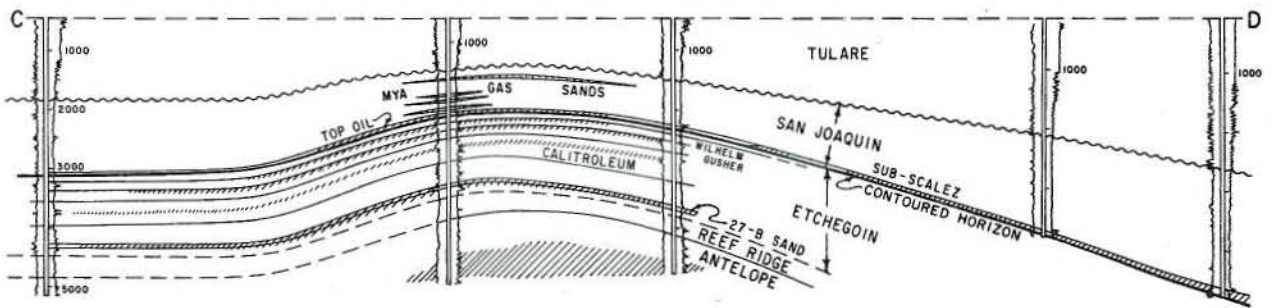 C
D
1000
1000
1000
1000
1000
2000
3000
5000
TULARE
MYA GAS SANDS
TOP OIL
SAN JOAQUIN
CALITROLEUM
WILHELM
GUSHER
SUB-SCALEZ
CONTOURED HORIZON
ETCHEGOIN
27-B SAND
REEF RIDGE
ANTELOPE